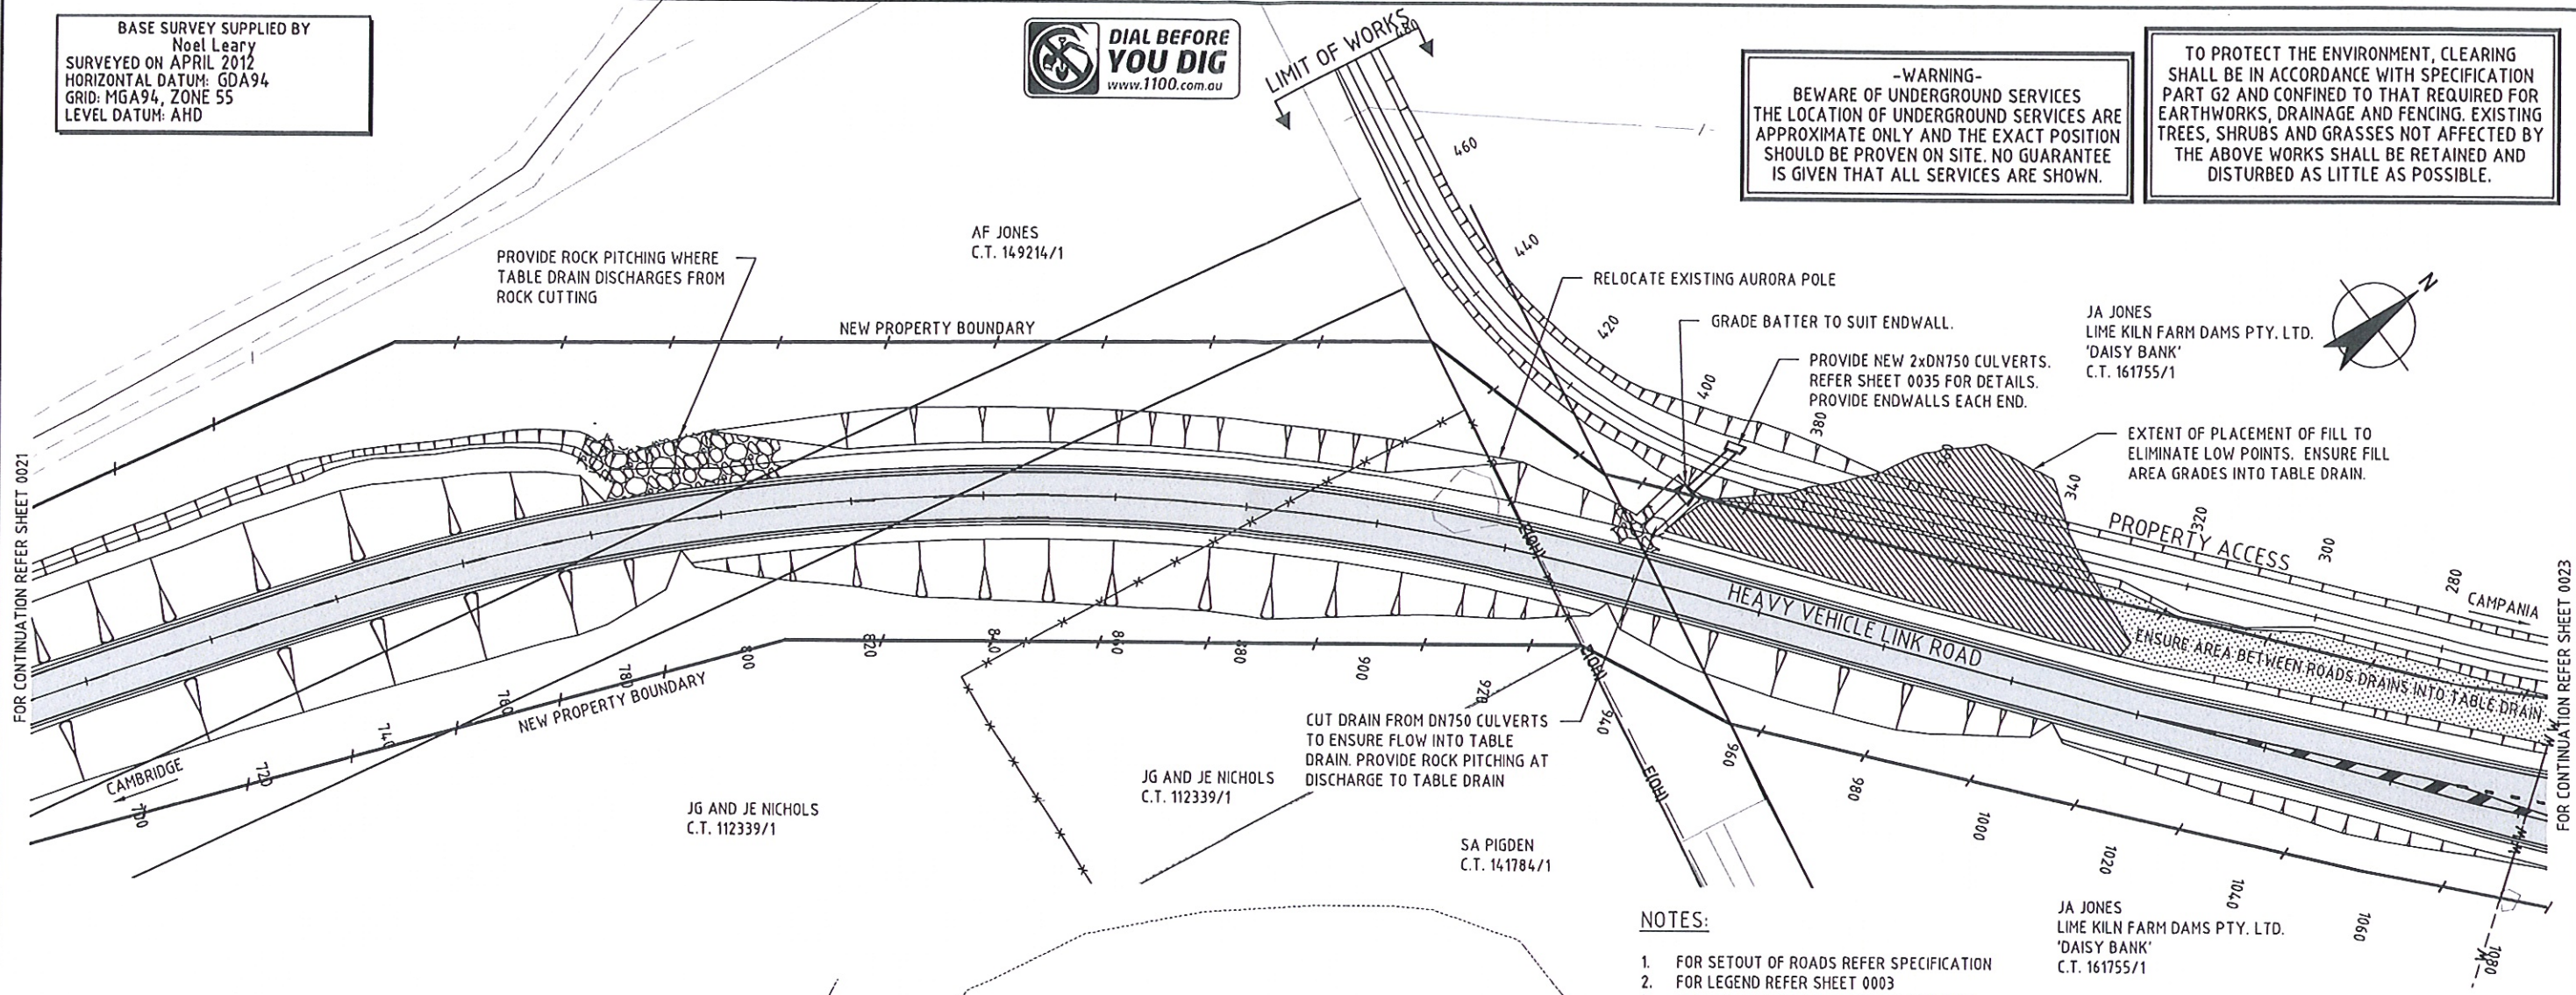 BASE SURVEY SUPPLIED BY
Noel Leary
SURVEYED ON APRIL 2012
HORIZONTAL DATUM: GDA94
GRID: MGA94, ZONE 55
LEVEL DATUM: AHD
DIAL BEFORE
YOU DIG
www.1100.com.au
LIMIT OF WORKS
480
-WARNING-
BEWARE OF UNDERGROUND SERVICES
THE LOCATION OF UNDERGROUND SERVICES ARE
APPROXIMATE ONLY AND THE EXACT POSITION
SHOULD BE PROVEN ON SITE. NO GUARANTEE
IS GIVEN THAT ALL SERVICES ARE SHOWN.
TO PROTECT THE ENVIRONMENT, CLEARING
SHALL BE IN ACCORDANCE WITH SPECIFICATION
PART G2 AND CONFINED TO THAT REQUIRED FOR
EARTHWORKS, DRAINAGE AND FENCING. EXISTING
TREES, SHRUBS AND GRASSES NOT AFFECTED BY
THE ABOVE WORKS SHALL BE RETAINED AND
DISTURBED AS LITTLE AS POSSIBLE.
460
AF JONES
C.T. 149214/1
440
PROVIDE ROCK PITCHING WHERE
TABLE DRAIN DISCHARGES FROM
ROCK CUTTING
RELOCATE EXISTING AURORA POLE
N
NEW PROPERTY BOUNDARY
420
GRADE BATTER TO SUIT ENDWALL.
JA JONES
LIME KILN FARM DAMS PTY. LTD.
'DAISY BANK'
C.T. 161755/1
PROVIDE NEW 2xDN750 CULVERTS.
REFER SHEET 0035 FOR DETAILS.
PROVIDE ENDWALLS EACH END.
400
380
360
EXTENT OF PLACEMENT OF FILL TO
ELIMINATE LOW POINTS. ENSURE FILL
AREA GRADES INTO TABLE DRAIN.
340
320
300
280
PROPERTY ACCESS
CAMPANIA
FOR CONTINUATION REFER SHEET 0021
FOR CONTINUATION REFER SHEET 0023
E(OH)
HEAVY VEHICLE LINK ROAD
ENSURE AREA BETWEEN ROADS DRAINS INTO TABLE DRAIN
W
W
E(OH)
NEW PROPERTY BOUNDARY
CAMBRIDGE
700
720
740
760
780
800
820
840
860
880
900
920
940
960
980
1000
1020
1040
1060
1080
CUT DRAIN FROM DN750 CULVERTS
TO ENSURE FLOW INTO TABLE
DRAIN. PROVIDE ROCK PITCHING AT
DISCHARGE TO TABLE DRAIN
E(OH)
JG AND JE NICHOLS
C.T. 112339/1
JG AND JE NICHOLS
C.T. 112339/1
SA PIGDEN
C.T. 141784/1
W
W
NOTES:
1. FOR SETOUT OF ROADS REFER SPECIFICATION
2. FOR LEGEND REFER SHEET 0003
JA JONES
LIME KILN FARM DAMS PTY. LTD.
'DAISY BANK'
C.T. 161755/1
W